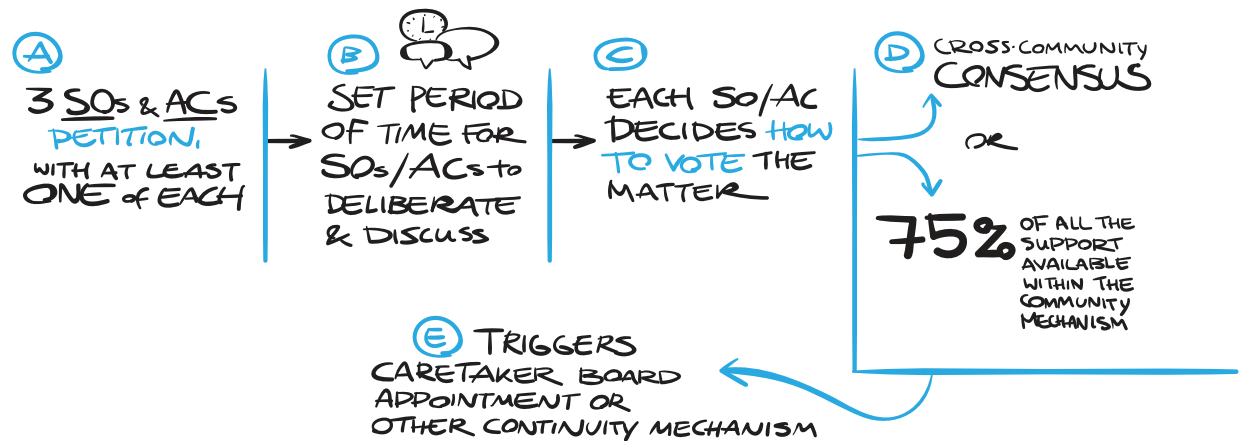 A
3 SOs & ACs
PETITION,
WITH AT LEAST
ONE of EACH
B
SET PERIOD
OF TIME FOR
SOs/ACs to
DELIBERATE
& DISCUSS
C
EACH SO/AC
DECIDES HOW
TO VOTE THE
MATTER
D
CROSS-COMMUNITY
CONSENSUS
OR
75%
OF ALL THE
SUPPORT
AVAILABLE
WITHIN THE
COMMUNITY
MECHANISM
E TRIGGERS
CARETAKER BOARD
APPOINTMENT OR
OTHER CONTINUITY MECHANISM